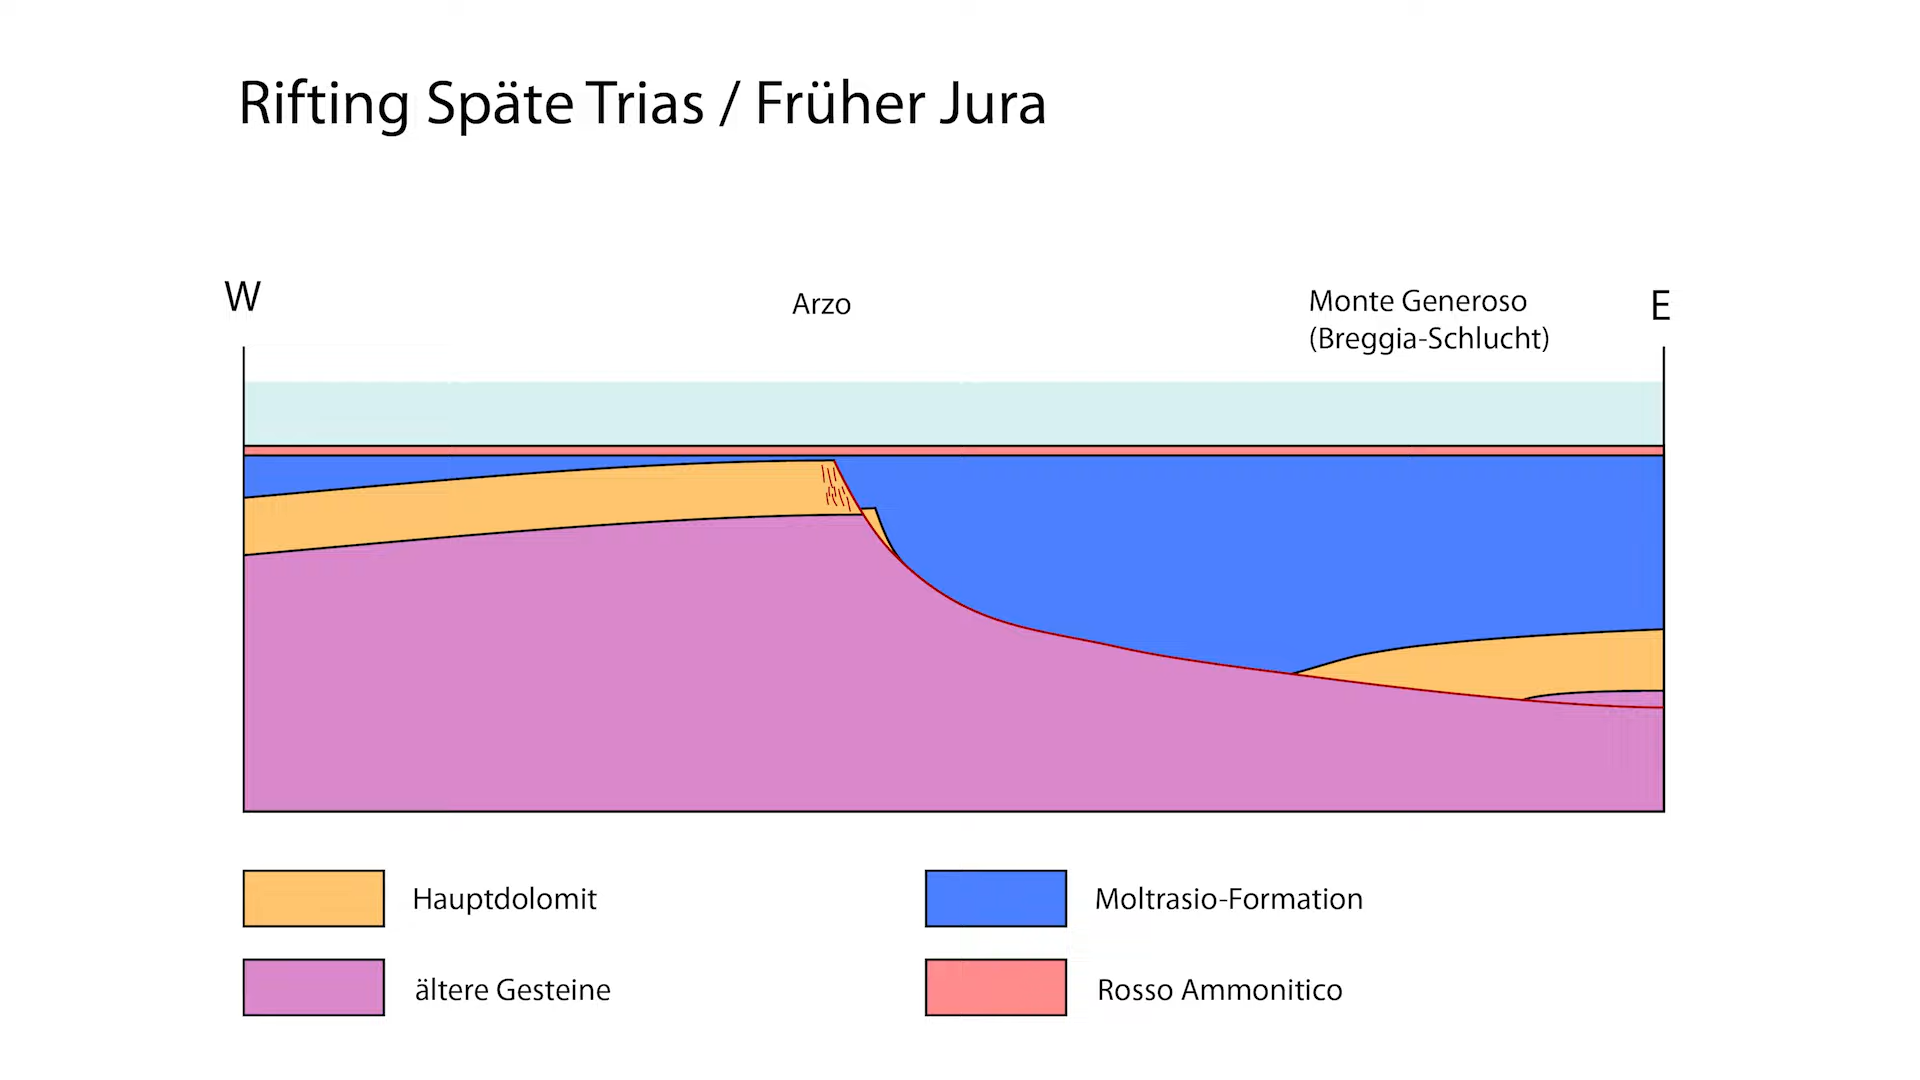 Rifting Späte Trias / Früher Jura
W
Arzo
Monte Generoso
(Breggia-Schlucht)
E
Hauptdolomit
Moltrasio-Formation
ältere Gesteine
Rosso Ammonitico